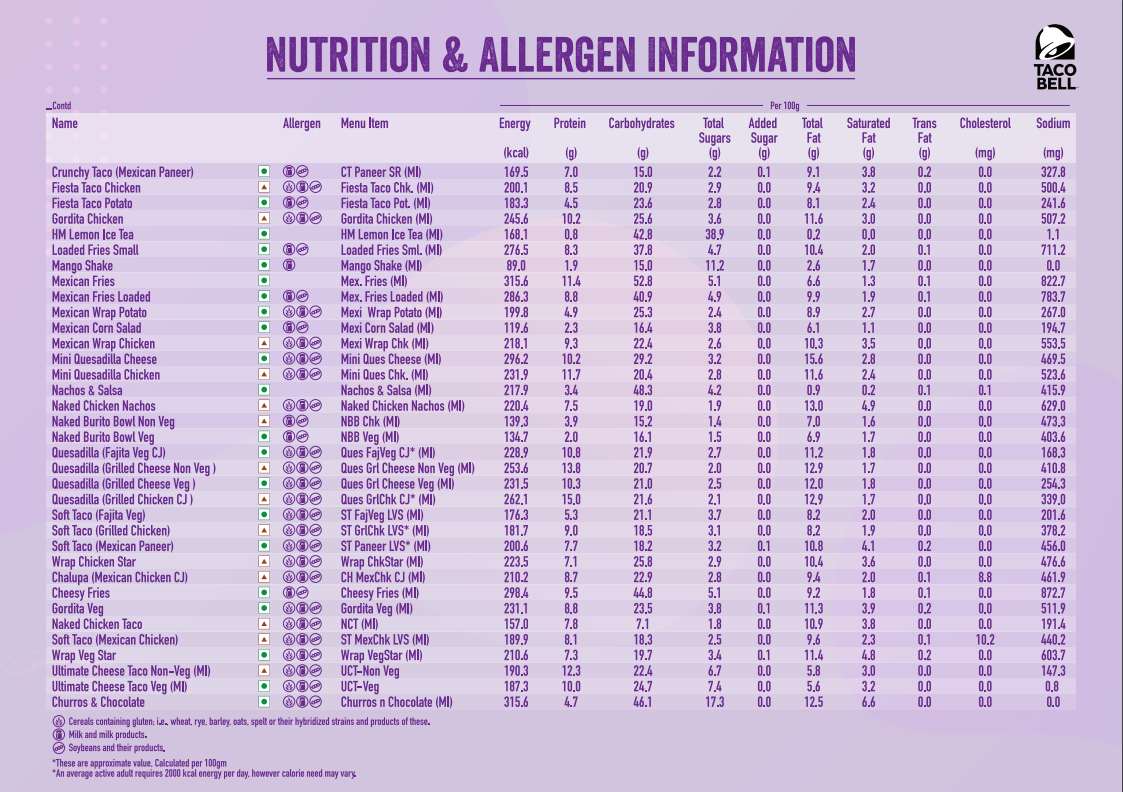 NUTRITION & ALLERGEN INFORMATION
TACO
BELL
_Contd Per 100g
Name Allergen Menu Item Energy Protein Carbohydrates Total Added Total Saturated Trans Cholesterol Sodium
Sugars Sugar Fat Fat Fat
(kcal) (g) (g) (g) (g) (g) (g) (g) (mg) (mg)
Crunchy Taco (Mexican Paneer) CT Paneer SR (MI) 169.5 7.0 15.0 2.2 0.1 9.1 3.8 0.2 0.0 327.8
Fiesta Taco Chicken Fiesta Taco Chk. (MI) 200.1 8.5 20.9 2.9 0.0 9.4 3.2 0.0 0.0 500.4
Fiesta Taco Potato Fiesta Taco Pot. (MI) 183.3 4.5 23.6 2.8 0.0 8.1 2.4 0.0 0.0 241.6
Gordita Chicken Gordita Chicken (MI) 245.6 10.2 25.6 3.6 0.0 11.6 3.0 0.0 0.0 507.2
HM Lemon Ice Tea HM Lemon Ice Tea (MI) 168.1 0.8 42.8 38.9 0.0 0.2 0.0 0.0 0.0 1.1
Loaded Fries Small Loaded Fries Sml. (MI) 276.5 8.3 37.8 4.7 0.0 10.4 2.0 0.1 0.0 711.2
Mango Shake Mango Shake (MI) 89.0 1.9 15.0 11.2 0.0 2.6 1.7 0.0 0.0 0,0
Mexican Fries Mex. Fries (MI) 315.6 11.4 52.8 5.1 0.0 6.6 1.3 0.1 0.0 822.7
Mexican Fries Loaded Mex. Fries Loaded (MI) 286.3 8.8 40.9 4.9 0.0 9.9 1.9 0.1 0.0 783.7
Mexican Wrap Potato Mexi Wrap Potato (MI) 199.8 4.9 25.3 2.4 0.0 8.9 2.7 0.0 0.0 267.0
Mexican Corn Salad Mexi Corn Salad (MI) 119.6 2.3 16.4 3.8 0.0 6.1 1.1 0.0 0.0 194.7
Mexican Wrap Chicken Mexi Wrap Chk (MI) 218.1 9.3 22.4 2.6 0.0 10.3 3.5 0.0 0.0 553.5
Mini Quesadilla Cheese Mini Ques Cheese (MI) 296.2 10.2 29.2 3.2 0.0 15.6 2.8 0.0 0.0 469.5
Mini Quesadilla Chicken Mini Ques Chk. (MI) 231.9 11.7 20.4 2.8 0.0 11.6 2.4 0.0 0.0 523.6
Nachos & Salsa Nachos & Salsa (MI) 217.9 3.4 48.3 4.2 0.0 0.9 0.2 0.1 0.1 415.9
Naked Chicken Nachos Naked Chicken Nachos (MI) 220.4 7.5 19.0 1.9 0.0 13.0 4.9 0.0 0.0 629.0
Naked Burito Bowl Non Veg NBB Chk (MI) 139.3 3.9 15.2 1.4 0.0 7.0 1.6 0.0 0.0 473.3
Naked Burito Bowl Veg NBB Veg (MI) 134.7 2.0 16.1 1.5 0.0 6.9 1.7 0.0 0.0 403.6
Quesadilla (Fajita Veg CJ) Ques FajVeg CJ* (MI) 228.9 10.8 21.9 2.7 0.0 11.2 1.8 0.0 0.0 168,3
Quesadilla (Grilled Cheese Non Veg ) Ques Grl Cheese Non Veg (MI) 253.6 13.8 20.7 2.0 0.0 12.9 1.7 0.0 0.0 410.8
Quesadilla (Grilled Cheese Veg ) Ques Grl Cheese Veg (MI) 231.5 10.3 21.0 2.5 0.0 12.0 1.8 0.0 0.0 254.3
Quesadilla (Grilled Chicken CJ ) Ques GrlChk CJ* (MI) 262.1 15,0 21.6 2.1 0.0 12.9 1.7 0.0 0.0 339.0
Soft Taco (Fajita Veg) ST FajVeg LVS (MI) 176.3 5.3 21.1 3.7 0.0 8.2 2.0 0.0 0.0 201.6
Soft Taco (Grilled Chicken) ST GrlChk LVS* (MI) 181.7 9.0 18.5 3.1 0.0 8.2 1.9 0.0 0.0 378.2
Soft Taco (Mexican Paneer) ST Paneer LVS* (MI) 200.6 7.7 18.2 3.2 0.1 10.8 4.1 0.2 0.0 456.0
Wrap Chicken Star Wrap ChkStar (MI) 223.5 7.1 25.8 2.9 0.0 10.4 3.6 0.0 0.0 476.6
Chalupa (Mexican Chicken CJ) CH MexChk CJ (MI) 210.2 8.7 22.9 2.8 0.0 9.4 2.0 0.1 8.8 461.9
Cheesy Fries Cheesy Fries (MI) 298.4 9.5 44.8 5.1 0.0 9.2 1.8 0.1 0.0 872.7
Gordita Veg Gordita Veg (MI) 231.1 8.8 23.5 3.8 0.1 11.3 3.9 0.2 0.0 511.9
Naked Chicken Taco NCT (MI) 157.0 7.8 7.1 1.8 0.0 10.9 3.8 0.0 0.0 191.4
Soft Taco (Mexican Chicken) ST MexChk LVS (MI) 189.9 8.1 18.3 2.5 0.0 9.6 2.3 0.1 10.2 440.2
Wrap Veg Star Wrap VegStar (MI) 210.6 7.3 19.7 3.4 0.1 11.4 4.8 0.2 0.0 603.7
Ultimate Cheese Taco Non-Veg (MI) UCT-Non Veg 190.3 12.3 22.4 6.7 0.0 5.8 3.0 0.0 0.0 147.3
Ultimate Cheese Taco Veg (MI) UCT-Veg 187.3 10,0 24.7 7.4 0.0 5.6 3.2 0.0 0.0 0,8
Churros & Chocolate Churros n Chocolate (MI) 315.6 4.7 46.1 17.3 0.0 12.5 6.6 0.0 0.0 0.0
Cereals containing gluten; i.e., wheat, rye, barley, oats, spelt or their hybridized strains and products of these.
Milk and milk products.
Soybeans and their products.
*These are approximate value, Calculated per 100gm
*An average active adult requires 2000 kcal energy per day, however calorie need may vary.